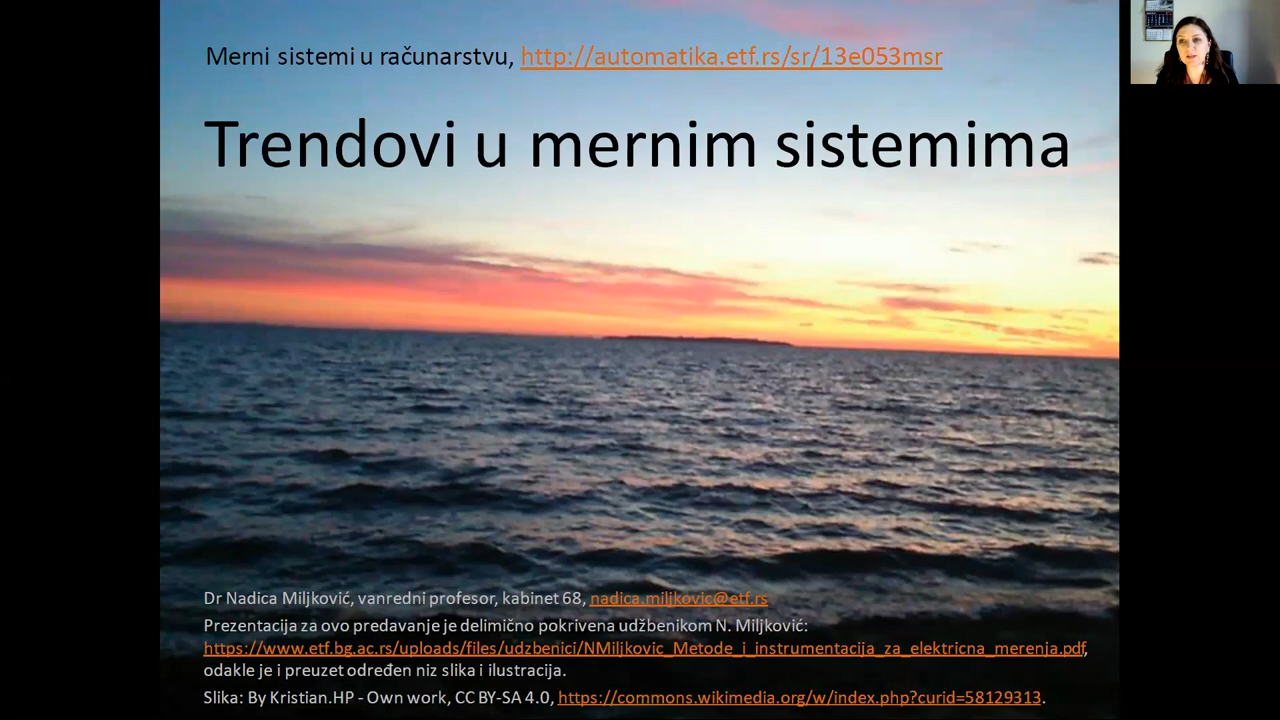 Merni sistemi u računarstvu, http://automatika.etf.rs/sr/13e053msr
Trendovi u mernim sistemima
Dr Nadica Miljković, vanredni profesor, kabinet 68, nadica.miljkovic@etf.rs
Prezentacija za ovo predavanje je delimično pokrivena udžbenikom N. Miljković:
https://www.etf.bg.ac.rs/uploads/files/udzbenici/NMiljkovic_Metode_i_instrumentacija_za_elektricna_merenja.pdf,
odakle je i preuzet određen niz slika i ilustracija.
Slika: By Kristian.HP - Own work, CC BY-SA 4.0, https://commons.wikimedia.org/w/index.php?curid=58129313.